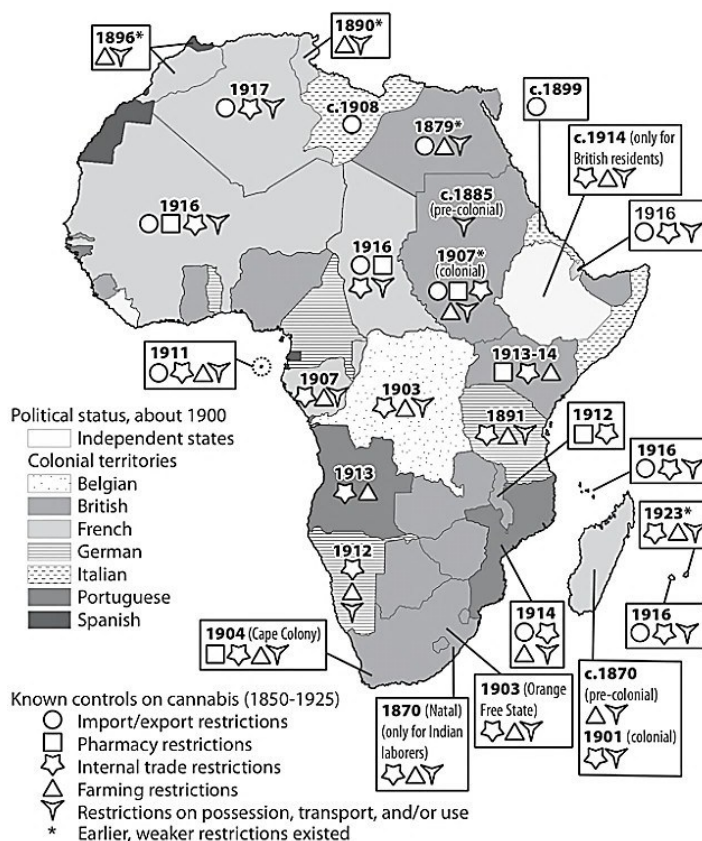 1896*
1890*
1917
c.1908
1879*
c.1899
c.1914 (only for
British residents)
c.1885
(pre-colonial)
1916
1916
1916
1907*
(colonial)
1911
1907
1903
1913-14
1891
1912
1916
1923*
1913
1912
1916
1914
1904 (Cape Colony)
1903 (Orange
Free State)
1870 (Natal)
(only for Indian
laborers)
c.1870
(pre-colonial)
1901 (colonial)
Political status, about 1900
Independent states
Colonial territories
Belgian
British
French
German
Italian
Portuguese
Spanish
Known controls on cannabis (1850-1925)
Import/export restrictions
Pharmacy restrictions
Internal trade restrictions
Farming restrictions
Restrictions on possession, transport, and/or use
* Earlier, weaker restrictions existed